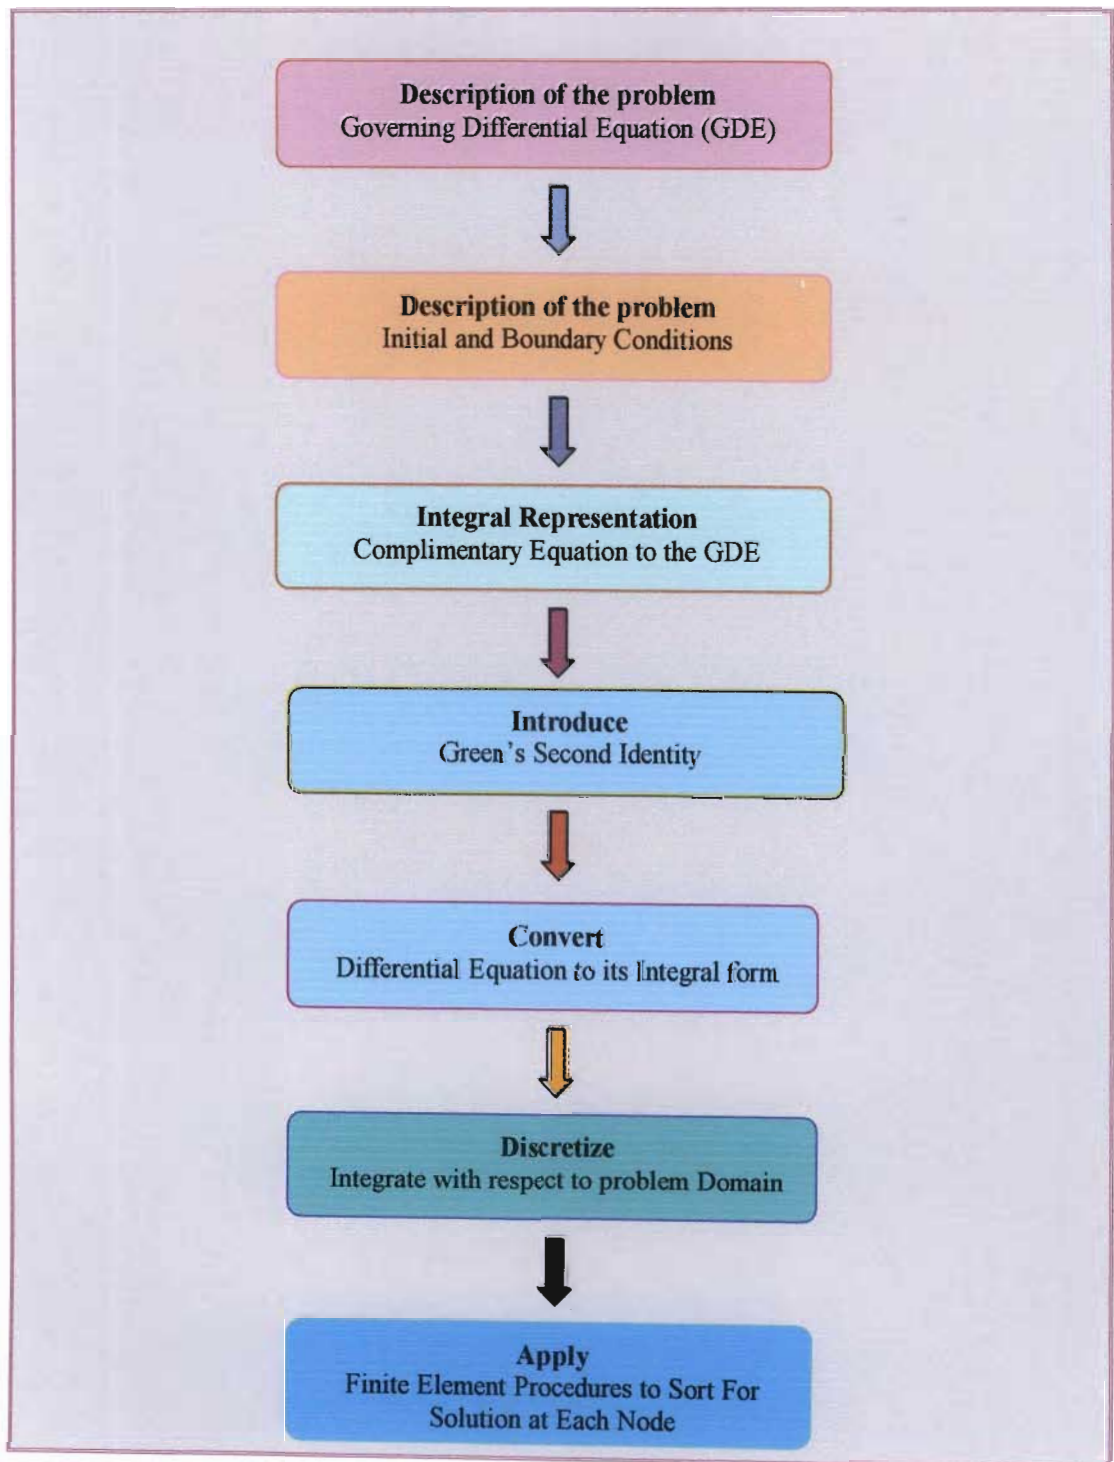 Description of the problem
Governing Differential Equation (GDE)
Description of the problem
Initial and Boundary Conditions
Integral Representation
Complimentary Equation to the GDE
Introduce
Green's Second Identity
Convert
Differential Equation to its Integral form
Discretize
Integrate with respect to problem Domain
Apply
Finite Element Procedures to Sort For
Solution at Each Node